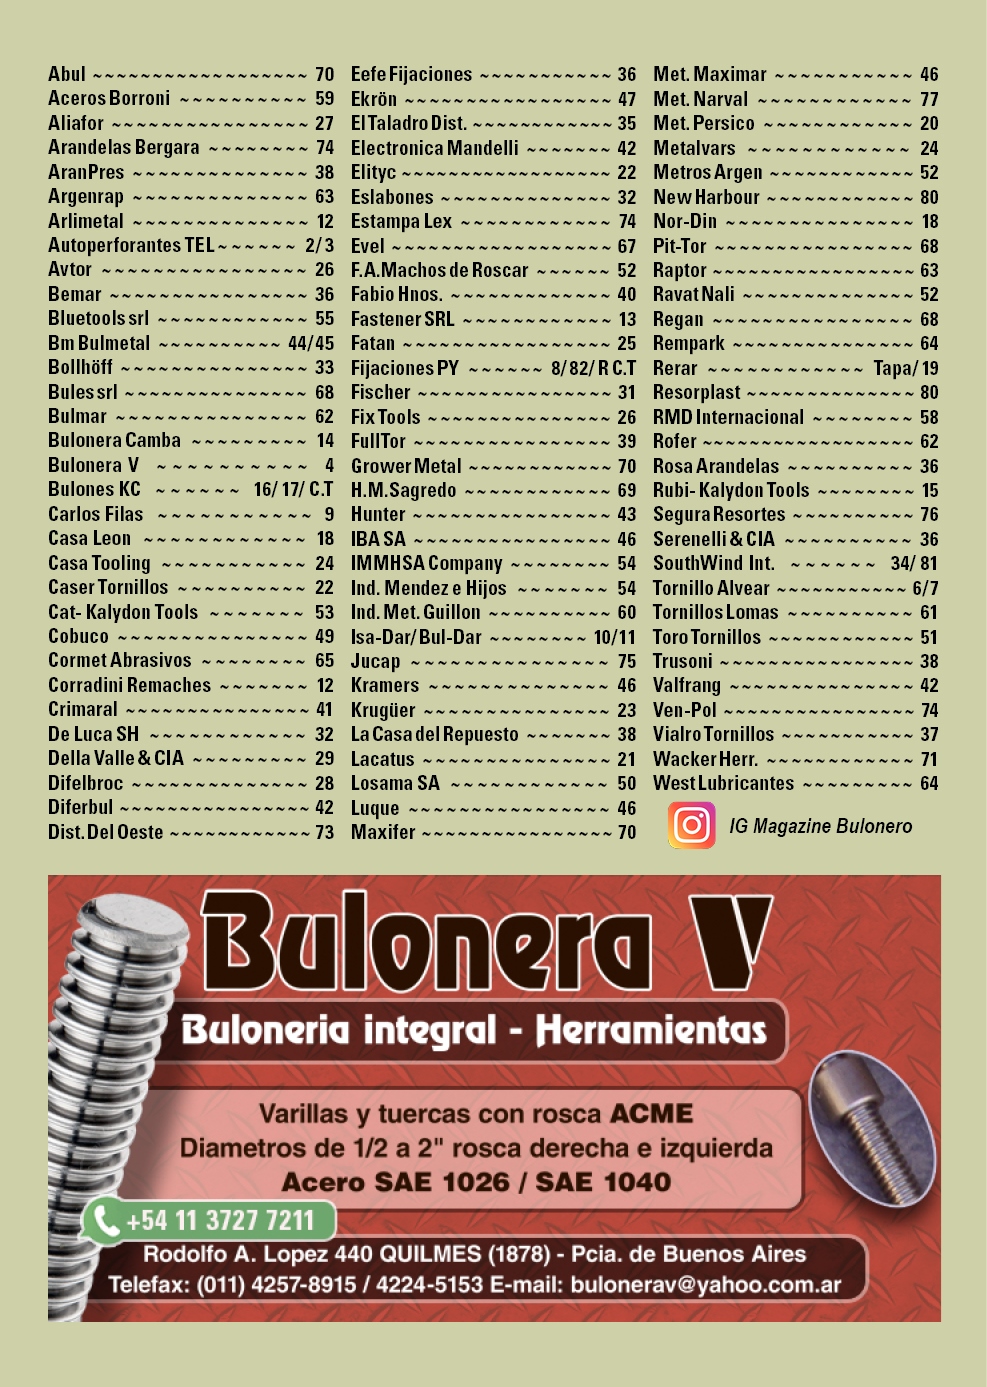 Abul ~~~~~~~~~~~~~~~~~~ 70
Aceros Borroni ~~~~~~~~~~ 59
Aliafor ~~~~~~~~~~~~~~~~ 27
Arandelas Bergara ~~~~~~~~ 74
AranPres ~~~~~~~~~~~~~~ 38
Argenrap ~~~~~~~~~~~~~~ 63
Arlimetal ~~~~~~~~~~~~~~ 12
Autoperforantes TEL ~~~~~~ 2/3
Avtor ~~~~~~~~~~~~~~~~~ 26
Bemar ~~~~~~~~~~~~~~~~ 36
Bluetools srl ~~~~~~~~~~~~ 55
Bm Bulmetal ~~~~~~~~~~ 44/45
Bollhöff ~~~~~~~~~~~~~~~ 33
Bules srl ~~~~~~~~~~~~~~~ 68
Bulmar ~~~~~~~~~~~~~~~~ 62
Bulonera Camba ~~~~~~~~~ 14
Bulonera V ~~~~~~~~~~ 4
Bulones KC ~~~~~~ 16/ 17/ C.T
Carlos Filas ~~~~~~~~~~~ 9
Casa Leon ~~~~~~~~~~~~ 18
Casa Tooling ~~~~~~~~~~~~ 24
Caser Tornillos ~~~~~~~~~~~ 22
Cat- Kalydon Tools ~~~~~~~ 53
Cobuco ~~~~~~~~~~~~~~~~ 49
Cormet Abrasivos ~~~~~~~~ 65
Corradini Remaches ~~~~~~~ 12
Crimaral ~~~~~~~~~~~~~~~ 41
De Luca SH ~~~~~~~~~~~~ 32
Della Valle & CIA ~~~~~~~~~ 29
Difelbroc ~~~~~~~~~~~~~~ 28
Diferbul ~~~~~~~~~~~~~~~~ 42
Dist. Del Oeste ~~~~~~~~~~~~ 73
Eefe Fijaciones ~~~~~~~~~~~ 36
Ekrön ~~~~~~~~~~~~~~~~~ 47
El Taladro Dist. ~~~~~~~~~~~ 35
Electronica Mandelli ~~~~~~~ 42
Elityc ~~~~~~~~~~~~~~~~~ 22
Eslabones ~~~~~~~~~~~~~~ 32
Estampa Lex ~~~~~~~~~~~~ 74
Evel ~~~~~~~~~~~~~~~~~~ 67
F.A.Machos de Roscar ~~~~~~ 52
Fabio Hnos. ~~~~~~~~~~~~~ 40
Fastener SRL ~~~~~~~~~~~~ 13
Fatan ~~~~~~~~~~~~~~~~~ 25
Fijaciones PY ~~~~~~ 8/ 82/ R C.T
Fischer ~~~~~~~~~~~~~~~~ 31
Fix Tools ~~~~~~~~~~~~~~~ 26
FullTor ~~~~~~~~~~~~~~~~ 39
Grower Metal ~~~~~~~~~~~~ 70
H.M.Sagredo ~~~~~~~~~~~~ 69
Hunter ~~~~~~~~~~~~~~~~ 43
IBA SA ~~~~~~~~~~~~~~~~ 46
IMMHSA Company ~~~~~~~~ 54
Ind. Mendez e Hijos ~~~~~~~ 54
Ind. Met. Guillon ~~~~~~~~~~ 60
Isa-Dar/ Bul-Dar ~~~~~~~~ 10/11
Jucap ~~~~~~~~~~~~~~~~ 75
Kramers ~~~~~~~~~~~~~~~ 46
Krugüer ~~~~~~~~~~~~~~~ 23
La Casa del Repuesto ~~~~~~~ 38
Lacatus ~~~~~~~~~~~~~~~ 21
Losama SA ~~~~~~~~~~~~~ 50
Luque ~~~~~~~~~~~~~~~~ 46
Maxifer ~~~~~~~~~~~~~~~~ 70
Met. Maximar ~~~~~~~~~~~ 46
Met. Narval ~~~~~~~~~~~~ 77
Met. Persico ~~~~~~~~~~~~ 20
Metalvars ~~~~~~~~~~~~ 24
Metros Argen ~~~~~~~~~~~~ 52
New Harbour ~~~~~~~~~~~~ 80
Nor-Din ~~~~~~~~~~~~~~~ 18
Pit-Tor ~~~~~~~~~~~~~~~~ 68
Raptor ~~~~~~~~~~~~~~~~~ 63
Ravat Nali ~~~~~~~~~~~~~~ 52
Regan ~~~~~~~~~~~~~~~~ 68
Rempark ~~~~~~~~~~~~~~~ 64
Rerar ~~~~~~~~~~~~ Tapa/ 19
Resorplast ~~~~~~~~~~~~~~ 80
RMD Internacional ~~~~~~~~ 58
Rofer ~~~~~~~~~~~~~~~~~ 62
Rosa Arandelas ~~~~~~~~~~ 36
Rubi- Kalydon Tools ~~~~~~~~ 15
Segura Resortes ~~~~~~~~~~ 76
Serenelli & CIA ~~~~~~~~~~ 36
SouthWind Int. ~~~~~~ 34/ 81
Tornillo Alvear ~~~~~~~~~~~ 6/7
Tornillos Lomas ~~~~~~~~~~ 61
Toro Tornillos ~~~~~~~~~~~~ 51
Trusoni ~~~~~~~~~~~~~~~~ 38
Valfrang ~~~~~~~~~~~~~~~ 42
Ven-Pol ~~~~~~~~~~~~~~~~ 74
Vialro Tornillos ~~~~~~~~~~~ 37
Wacker Herr. ~~~~~~~~~~~~ 71
West Lubricantes ~~~~~~~~~ 64
IG Magazine Bulonero
Bulonera V
Buloneria integral - Herramientas
Varillas y tuercas con rosca ACME
Diametros de 1/2 a 2" rosca derecha e izquierda
Acero SAE 1026 / SAE 1040
+54 11 3727 7211
Rodolfo A. Lopez 440 QUILMES (1878) - Pcia. de Buenos Aires
Telefax: (011) 4257-8915 / 4224-5153 E-mail: bulonerav@yahoo.com.ar